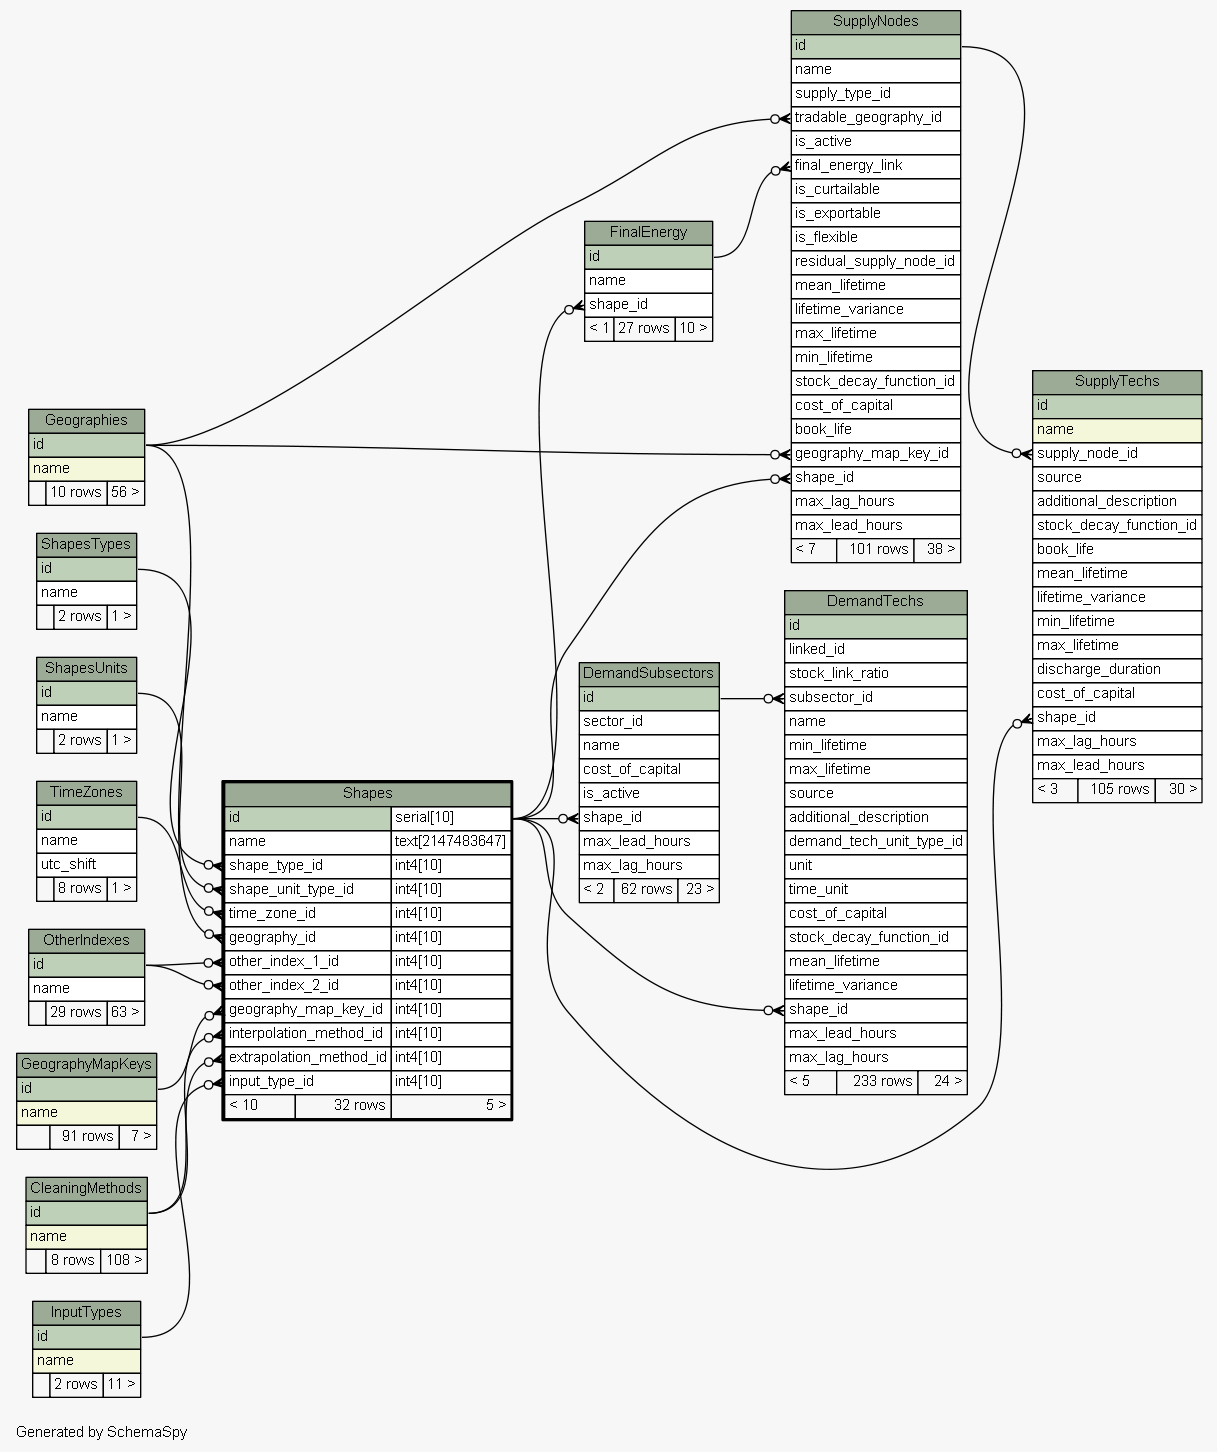 SupplyNodes
id
name
supply_type_id
tradable_geography_id
is_active
final_energy_link
is_curtailable
is_exportable
is_flexible
residual_supply_node_id
mean_lifetime
lifetime_variance
max_lifetime
min_lifetime
stock_decay_function_id
cost_of_capital
book_life
geography_map_key_id
shape_id
max_lag_hours
max_lead_hours
< 7 101 rows 38 >
FinalEnergy
id
name
shape_id
< 1 27 rows 10 >
SupplyTechs
id
name
supply_node_id
source
additional_description
stock_decay_function_id
book_life
mean_lifetime
lifetime_variance
min_lifetime
max_lifetime
discharge_duration
cost_of_capital
shape_id
max_lag_hours
max_lead_hours
< 3 105 rows 30 >
Geographies
id
name
10 rows 56 >
ShapesTypes
id
name
2 rows 1 >
ShapesUnits
id
name
2 rows 1 >
TimeZones
id
name
utc_shift
8 rows 1 >
OtherIndexes
id
name
29 rows 63 >
GeographyMapKeys
id
name
91 rows 7 >
CleaningMethods
id
name
8 rows 108 >
InputTypes
id
name
2 rows 11 >
Shapes
id serial[10]
name text[2147483647]
shape_type_id int4[10]
shape_unit_type_id int4[10]
time_zone_id int4[10]
geography_id int4[10]
other_index_1_id int4[10]
other_index_2_id int4[10]
geography_map_key_id int4[10]
interpolation_method_id int4[10]
extrapolation_method_id int4[10]
input_type_id int4[10]
< 10 32 rows 5 >
DemandSubsectors
id
sector_id
name
cost_of_capital
is_active
shape_id
max_lead_hours
max_lag_hours
< 2 62 rows 23 >
DemandTechs
id
linked_id
stock_link_ratio
subsector_id
name
min_lifetime
max_lifetime
source
additional_description
demand_tech_unit_type_id
unit
time_unit
cost_of_capital
stock_decay_function_id
mean_lifetime
lifetime_variance
shape_id
max_lead_hours
max_lag_hours
< 5 233 rows 24 >
Generated by SchemaSpy